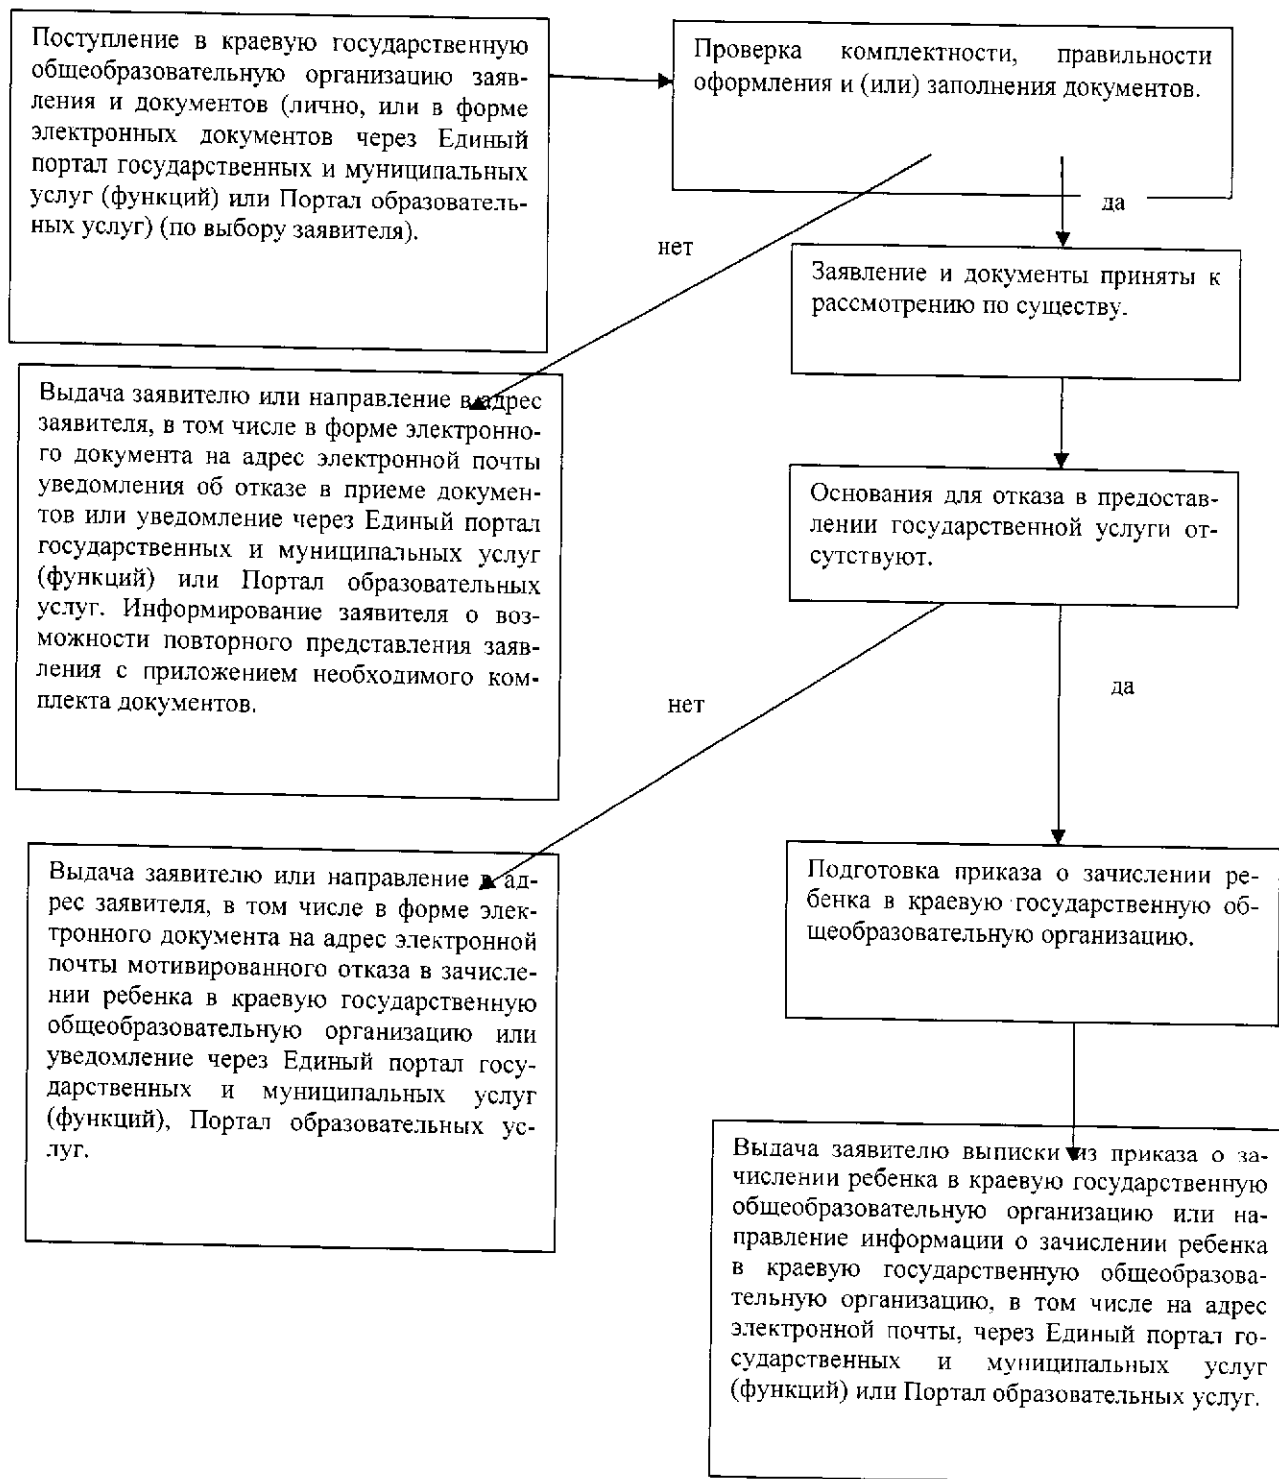 Поступление в краевую государственную
общеобразовательную организацию заяв-
ления и документов (лично, или в форме
электронных документов через Единый
портал государственных и муниципальных
услуг (функций) или Портал образователь-
ных услуг) (по выбору заявителя).
Проверка комплектности, правильности
оформления и (или) заполнения документов.
да
нет
Заявление и документы приняты к
рассмотрению по существу.
Выдача заявителю или направление в адрес
заявителя, в том числе в форме электронно-
го документа на адрес электронной почты
уведомления об отказе в приеме докумен-
тов или уведомление через Единый портал
государственных и муниципальных услуг
(функций) или Портал образовательных
услуг. Информирование заявителя о воз-
можности повторного представления заяв-
ления с приложением необходимого ком-
плекта документов.
Основания для отказа в предостав-
лении государственной услуги от-
сутствуют.
да
нет
Выдача заявителю или направление в ад-
рес заявителя, в том числе в форме элек-
тронного документа на адрес электронной
почты мотивированного отказа в зачисле-
нии ребенка в краевую государственную
общеобразовательную организацию или
уведомление через Единый портал госу-
дарственных и муниципальных услуг
(функций), Портал образовательных ус-
луг.
Подготовка приказа о зачислении ре-
бенка в краевую государственную об-
щеобразовательную организацию.
Выдача заявителю выписки из приказа о за-
числении ребенка в краевую государственную
общеобразовательную организацию или на-
правление информации о зачислении ребенка
в краевую государственную общеобразова-
тельную организацию, в том числе на адрес
электронной почты, через Единый портал го-
сударственных и муниципальных услуг
(функций) или Портал образовательных услуг.